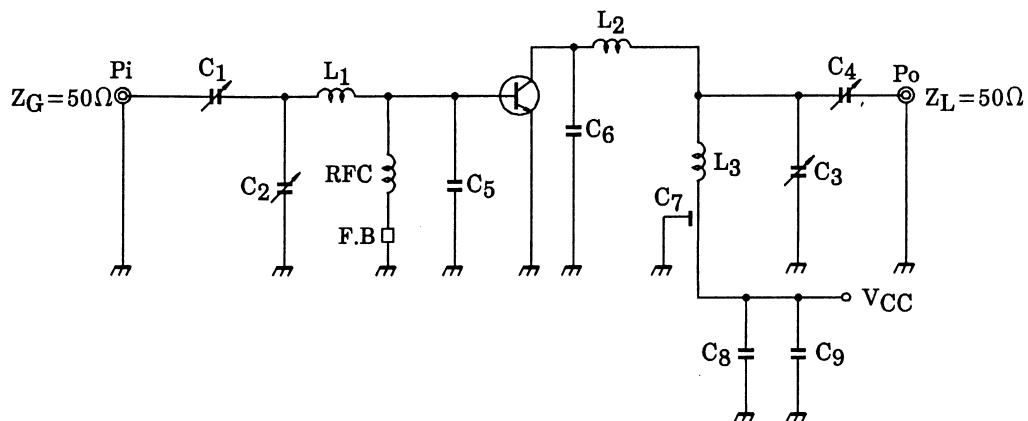 L2
Pi
C1
L1
C4
Po
ZG=50Ω
ZL=50Ω
C6
RFC
L3
C2
C5
C3
C7
F.B
VCC
C8
C9